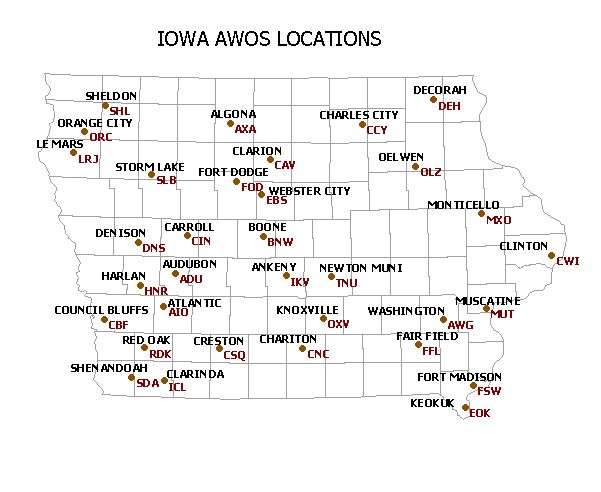 IOWA AWOS LOCATIONS
DECORAH
DEH
SHELDON
SHL
ALGONA
AXA
CHARLES CITY
CCY
ORANGE CITY
ORC
LE MARS
LRJ
CLARION
CAV
OELWEN
OLZ
STORM LAKE
SLB
FORT DODGE
FOD
WEBSTER CITY
EBS
MONTICELLO
MXO
DENISON
DNS
CARROLL
CIN
BOONE
BNW
CLINTON
CWI
AUDUBON
ADU
HARLAN
HNR
ANKENY
IKV
NEWTON MUNI
TNU
ATLANTIC
AIO
COUNCIL BLUFFS
CBF
KNOXVILLE
OXV
WASHINGTON
AWG
MUSCATINE
MUT
RED OAK
RDK
CRESTON
CSQ
CHARITON
CNC
FAIR FIELD
FFL
SHENANDOAH
SDA
CLARINDA
ICL
FORT MADISON
FSW
KEOKUK
EOK